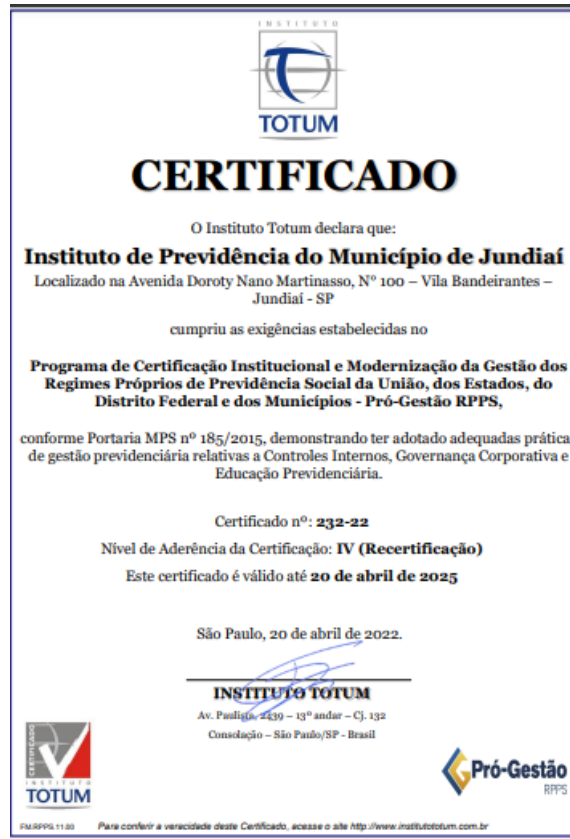 INSTITUTO
TOTUM
CERTIFICADO
O Instituto Totum declara que:
Instituto de Previdência do Município de Jundiaí
Localizado na Avenida Doroty Nano Martinasso, Nº 100 – Vila Bandeirantes –
Jundiaí - SP
cumpriu as exigências estabelecidas no
Programa de Certificação Institucional e Modernização da Gestão dos
Regimes Próprios de Previdência Social da União, dos Estados, do
Distrito Federal e dos Municípios - Pró-Gestão RPPS,
conforme Portaria MPS nº 185/2015, demonstrando ter adotado adequadas prática
de gestão previdenciária relativas a Controles Internos, Governança Corporativa e
Educação Previdenciária.
Certificado nº: 232-22
Nível de Aderência da Certificação: IV (Recertificação)
Este certificado é válido até 20 de abril de 2025
São Paulo, 20 de abril de 2022.
INSTITUTO TOTUM
Av. Paulista, 2439 – 13º andar – Cj. 132
Consolação – São Paulo/SP - Brasil
CERTIFICADO
INSTITUTO
TOTUM
Pró-Gestão
RPPS
FM.RPPS.11.00 Para conferir a veracidade deste Certificado, acesse o site http://www.institutototum.com.br